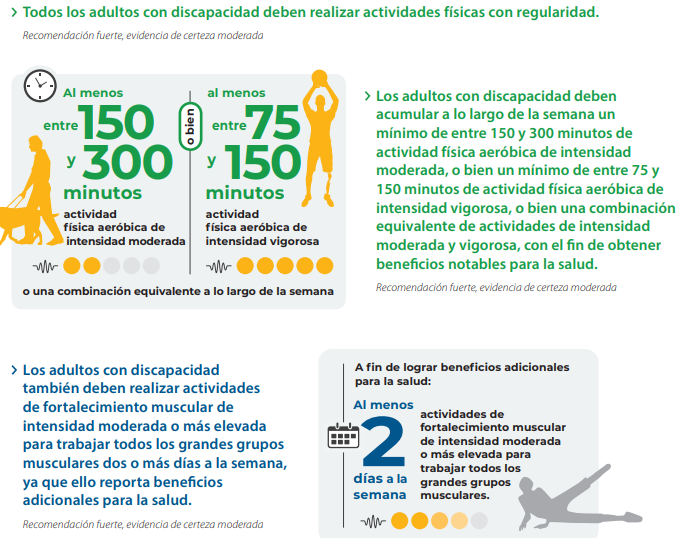 > Todos los adultos con discapacidad deben realizar actividades físicas con regularidad.
Recomendación fuerte, evidencia de certeza moderada
Al menos
entre 150
y 300
minutos
actividad
física aeróbica de
intensidad moderada
o bien
al menos
entre 75
y 150
minutos
actividad
física aeróbica de
intensidad vigorosa
o una combinación equivalente a lo largo de la semana
> Los adultos con discapacidad deben
acumular a lo largo de la semana un
mínimo de entre 150 y 300 minutos de
actividad física aeróbica de intensidad
moderada, o bien un mínimo de entre 75 y
150 minutos de actividad física aeróbica de
intensidad vigorosa, o bien una combinación
equivalente de actividades de intensidad
moderada y vigorosa, con el fin de obtener
beneficios notables para la salud.
Recomendación fuerte, evidencia de certeza moderada
> Los adultos con discapacidad
también deben realizar actividades
de fortalecimiento muscular de
intensidad moderada o más elevada
para trabajar todos los grandes grupos
musculares dos o más días a la semana,
ya que ello reporta beneficios
adicionales para la salud.
Recomendación fuerte, evidencia de certeza moderada
A fin de lograr beneficios adicionales
para la salud:
Al menos
2
días a la
semana
actividades de
fortalecimiento muscular
de intensidad moderada
o más elevada para
trabajar todos los
grandes grupos
musculares.